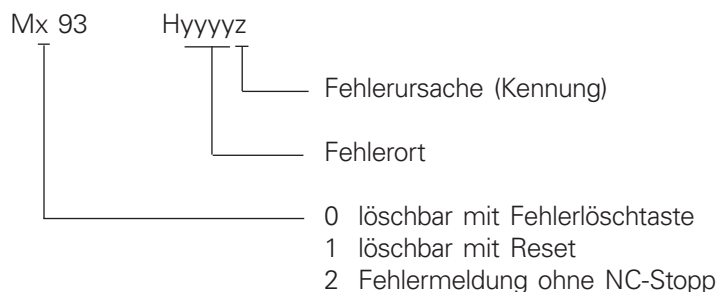 Mx 93 Hyyyyz
Fehlerursache (Kennung)
Fehlerort
0 löschbar mit Fehlerlöschtaste
1 löschbar mit Reset
2 Fehlermeldung ohne NC-Stopp